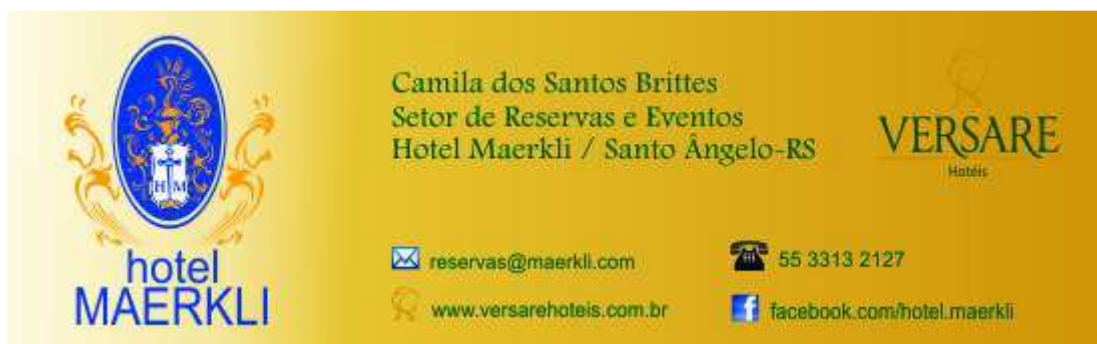 H M
hotel
MAERKLI
Camila dos Santos Brittes
Setor de Reservas e Eventos
Hotel Maerkli / Santo Ângelo-RS
VERSARE
Hotéis
reservas@maerkli.com
55 3313 2127
www.versarehoteis.com.br
facebook.com/hotel.maerkli